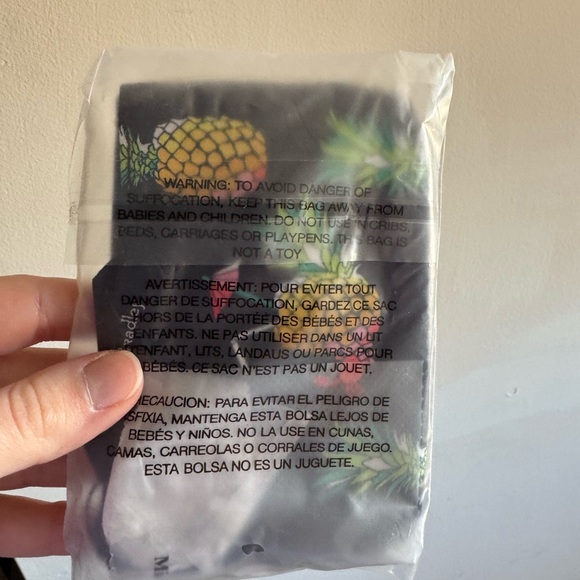 WARNING: TO AVOID DANGER OF
SUFFOCATION, KEEP THIS BAG AWAY FROM
BABIES AND CHILDREN. DO NOT USE IN CRIBS,
BEDS, CARRIAGES OR PLAYPENS. THIS BAG IS
NOT A TOY
AVERTISSEMENT: POUR EVITER TOUT
DANGER DE SUFFOCATION, GARDEZ CE SAC
HORS DE LA PORTÉE DES BÉBÉS ET DES
ENFANTS. NE PAS UTILISER DANS UN LIT
D'ENFANT, LITS, LANDAUS OU PARCS POUR
BÉBÉS. CE SAC N'EST PAS UN JOUET.
PRECAUCION: PARA EVITAR EL PELIGRO DE
ASFIXIA, MANTENGA ESTA BOLSA LEJOS DE
BEBÉS Y NIÑOS. NO LA USE EN CUNAS,
CAMAS, CARREOLAS O CORRALES DE JUEGO.
ESTA BOLSA NO ES UN JUGUETE.